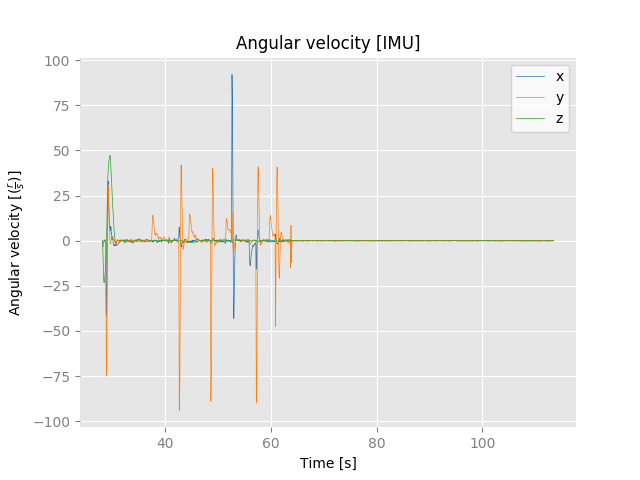 Angular velocity [IMU]
x
y
z
100
75
50
25
0
−25
−50
−75
−100
Angular velocity [(r/s)]
40
60
80
100
Time [s]